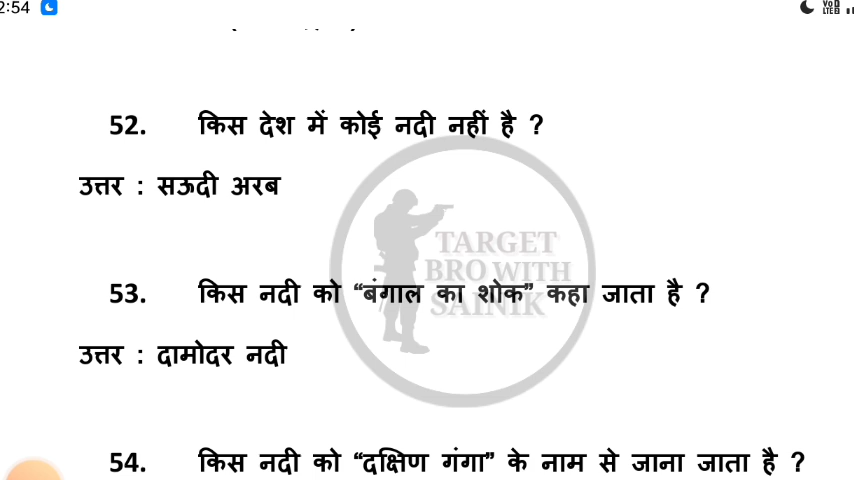 2:54
52. किस देश में कोई नदी नहीं है ?
उत्तर : सऊदी अरब
TARGET
BRO WITH
SAINIK
53. किस नदी को “बंगाल का शोक” कहा जाता है ?
उत्तर : दामोदर नदी
54. किस नदी को “दक्षिण गंगा” के नाम से जाना जाता है ?